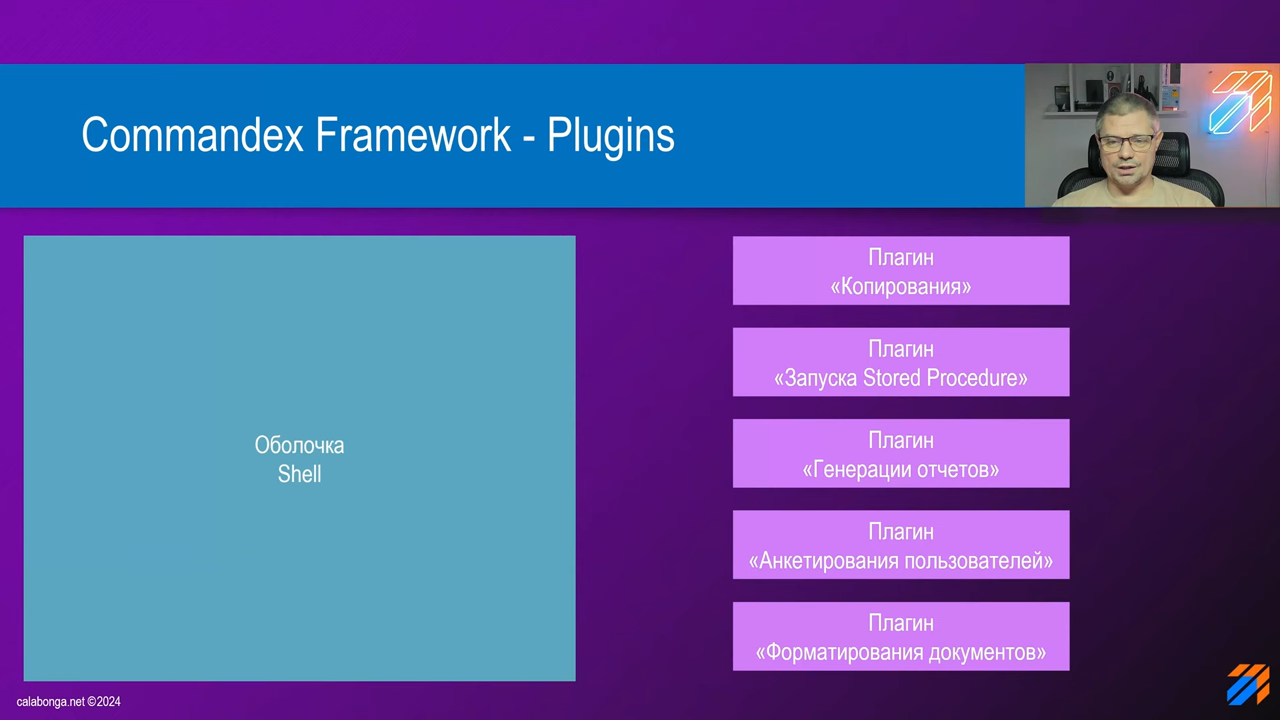 Commandex Framework - Plugins
Оболочка
Shell
Плагин
«Копирования»
Плагин
«Запуска Stored Procedure»
Плагин
«Генерации отчетов»
Плагин
«Анкетирования пользователей»
Плагин
«Форматирования документов»
calabonga.net ©2024